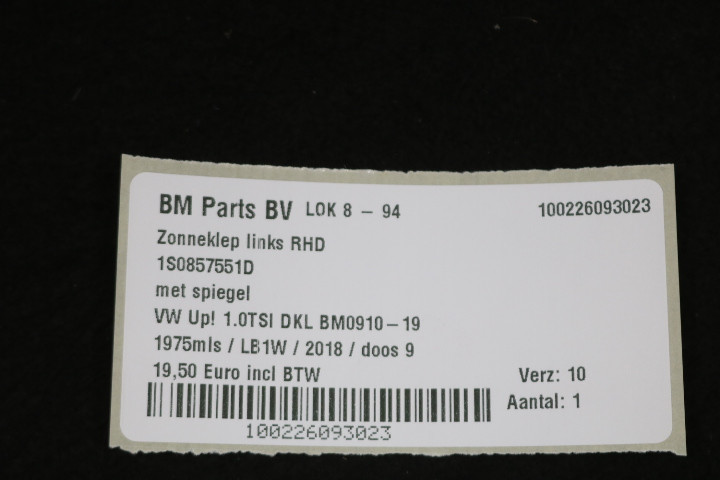 BM Parts BV LOK 8 - 94 100226093023
Zonneklep links RHD
1S0857551D
met spiegel
VW Up! 1.0TSI DKL BM0910-19
1975mls / LB1W / 2018 / doos 9
19,50 Euro incl BTW Verz: 10
Aantal: 1
100226093023